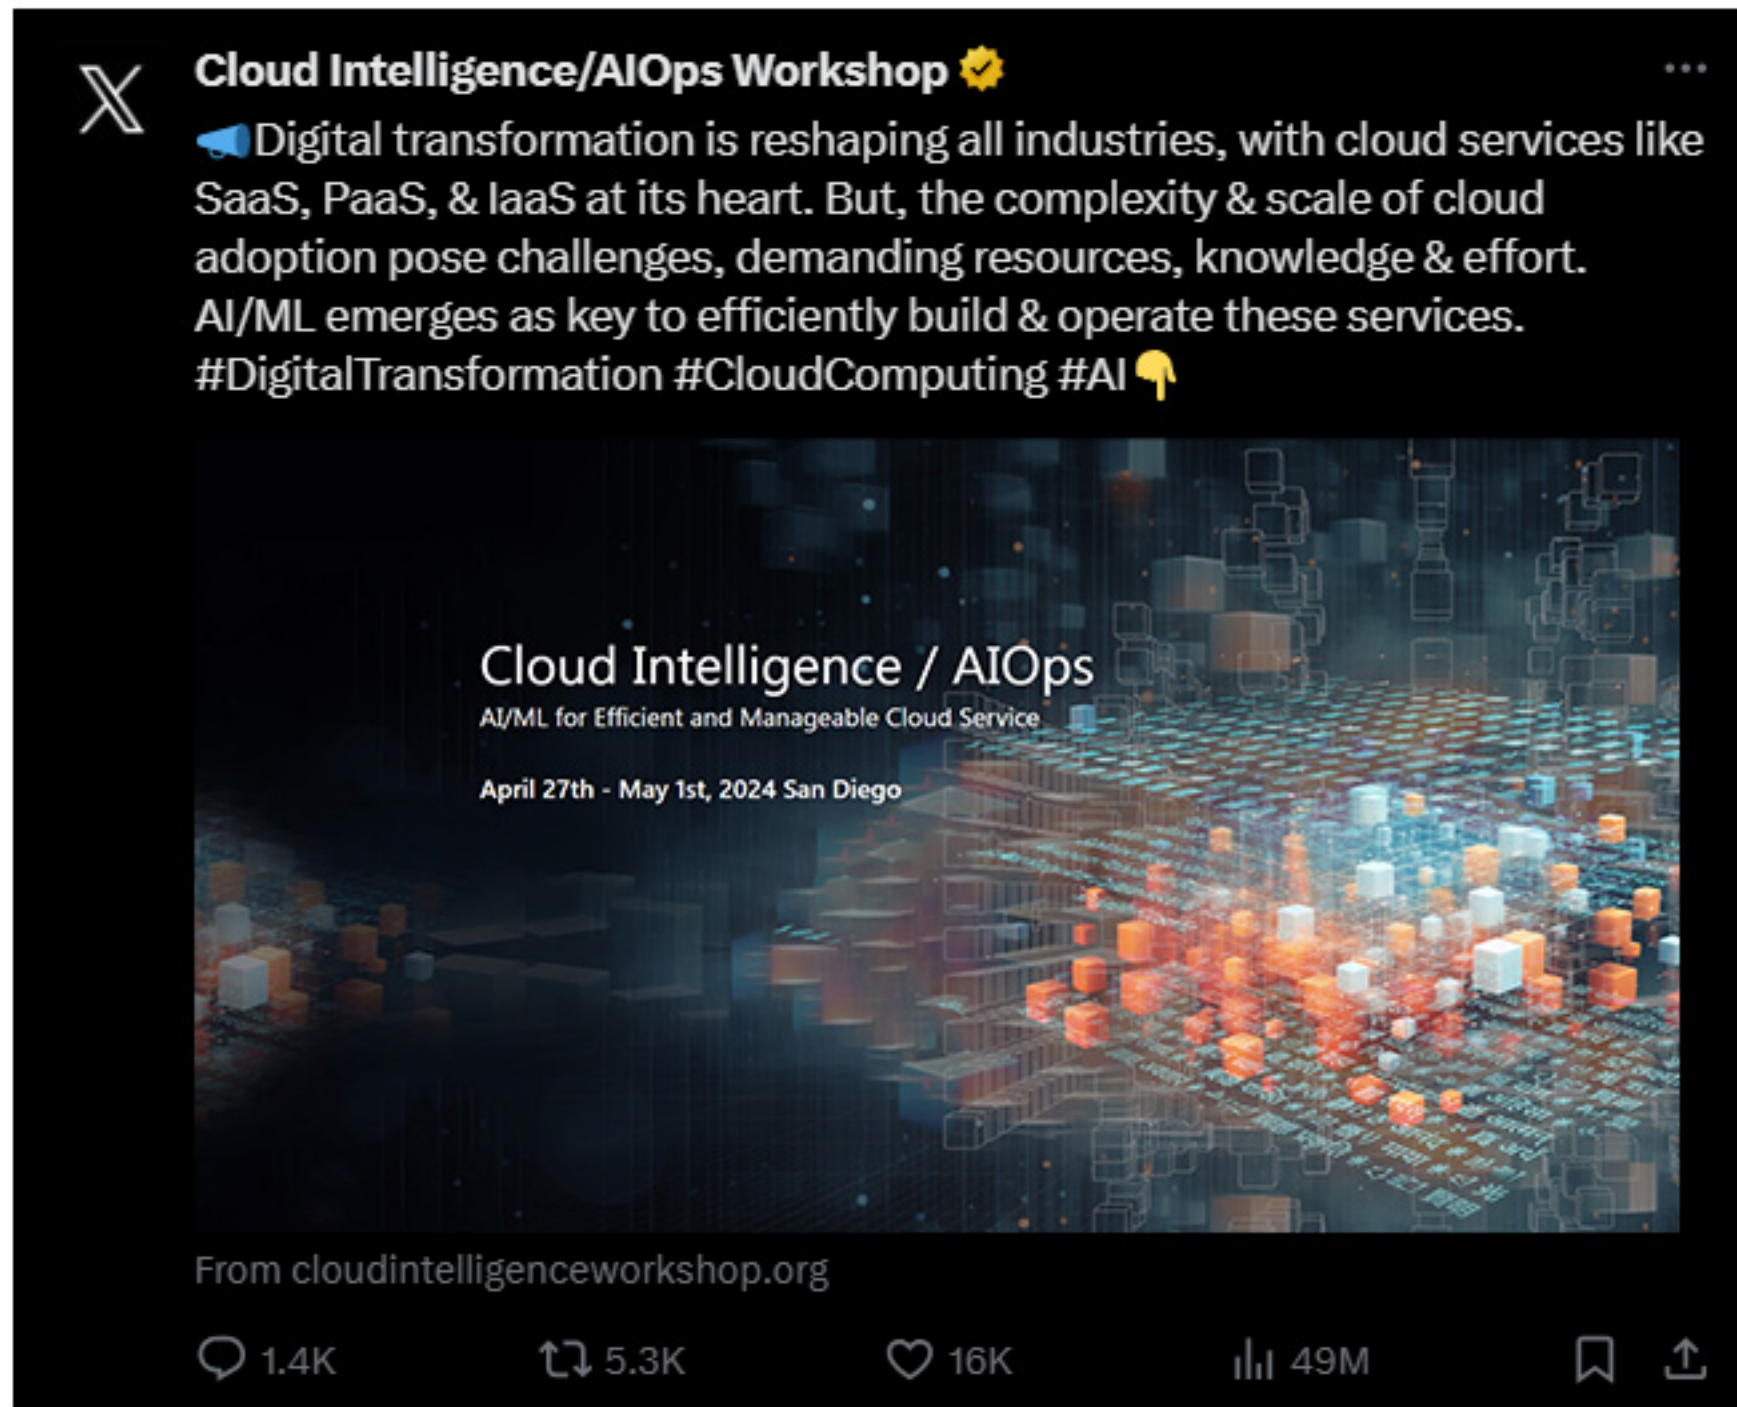 Cloud Intelligence/AIOps Workshop
📣Digital transformation is reshaping all industries, with cloud services like
SaaS, PaaS, & IaaS at its heart. But, the complexity & scale of cloud
adoption pose challenges, demanding resources, knowledge & effort.
AI/ML emerges as key to efficiently build & operate these services.
#DigitalTransformation #CloudComputing #AI👇
Cloud Intelligence / AIOps
AI/ML for Efficient and Manageable Cloud Service
April 27th - May 1st, 2024 San Diego
From cloudintelligenceworkshop.org
1.4K 5.3K 16K 49M